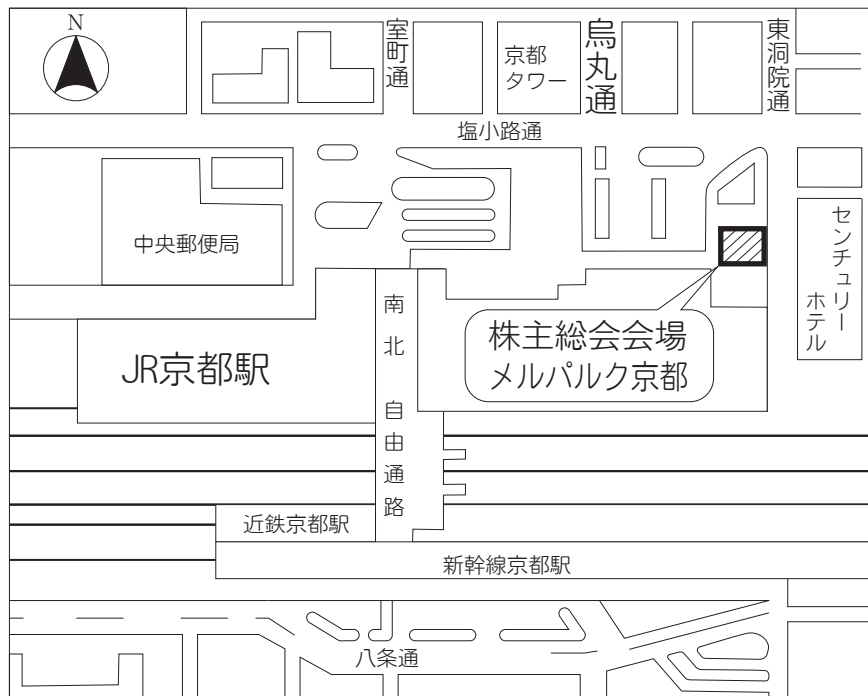 N
室町通
京都
タワー
烏丸通
東洞院通
塩小路通
中央郵便局
センチュリー
ホテル
南北自由通路
株主総会会場
メルパルク京都
JR京都駅
近鉄京都駅
新幹線京都駅
八条通